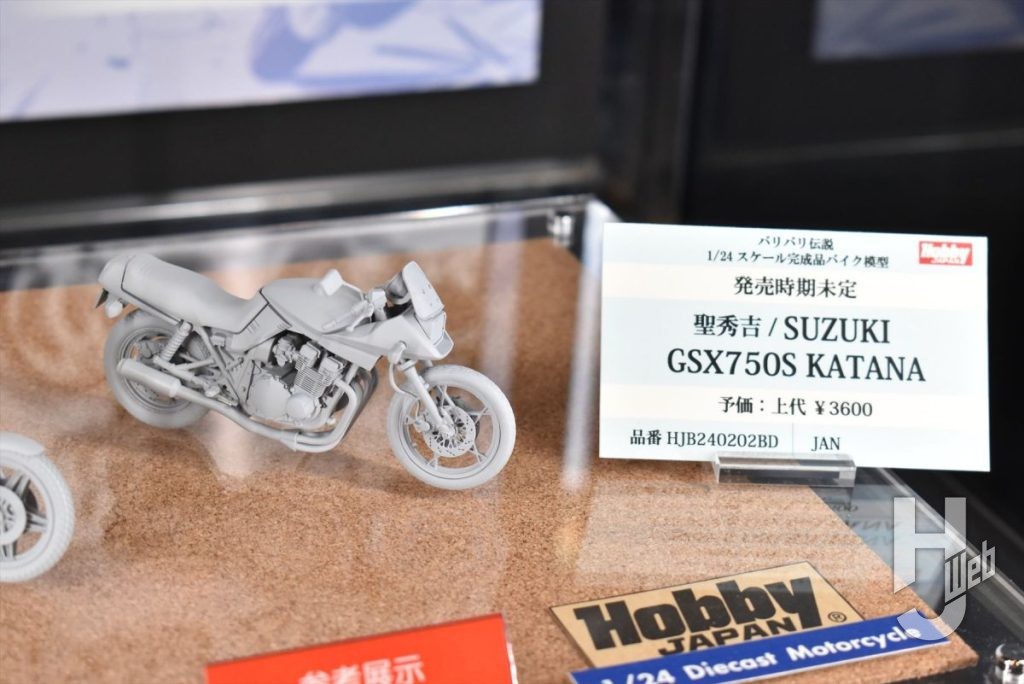 バリバリ伝説
1/24 スケール完成品バイク模型
Hobby
発売時期未定
聖秀吉 / SUZUKI
GSX750S KATANA
予価：上代 ¥3600
品番 HJB240202BD JAN
HJ Web
Hobby
JAPAN
®
1/24 Diecast Motorcycle
参考展示